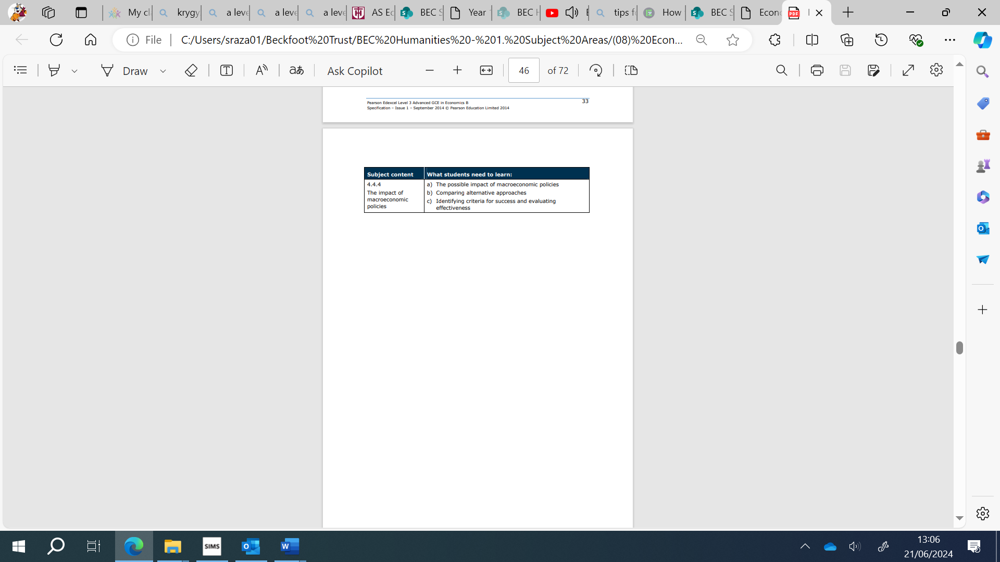 My cl
krygy
a leve
a leve
a leve
AS Ec
BEC S
Year
BEC H
E
tips fo
How
BEC S
Econo
File
C:/Users/sraza01/Beckfoot%20Trust/BEC%20Humanities%20-%201.%20Subject%20Areas/(08)%20Econ...
Draw
Ask Copilot
46
of 72
Pearson Edexcel Level 3 Advanced GCE in Economics B
33
Specification – Issue 1 – September 2014 © Pearson Education Limited 2014
Subject content
What students need to learn:
4.4.4
The impact of
macroeconomic
policies
a) The possible impact of macroeconomic policies
b) Comparing alternative approaches
c) Identifying criteria for success and evaluating
effectiveness
SIMS
13:06
21/06/2024